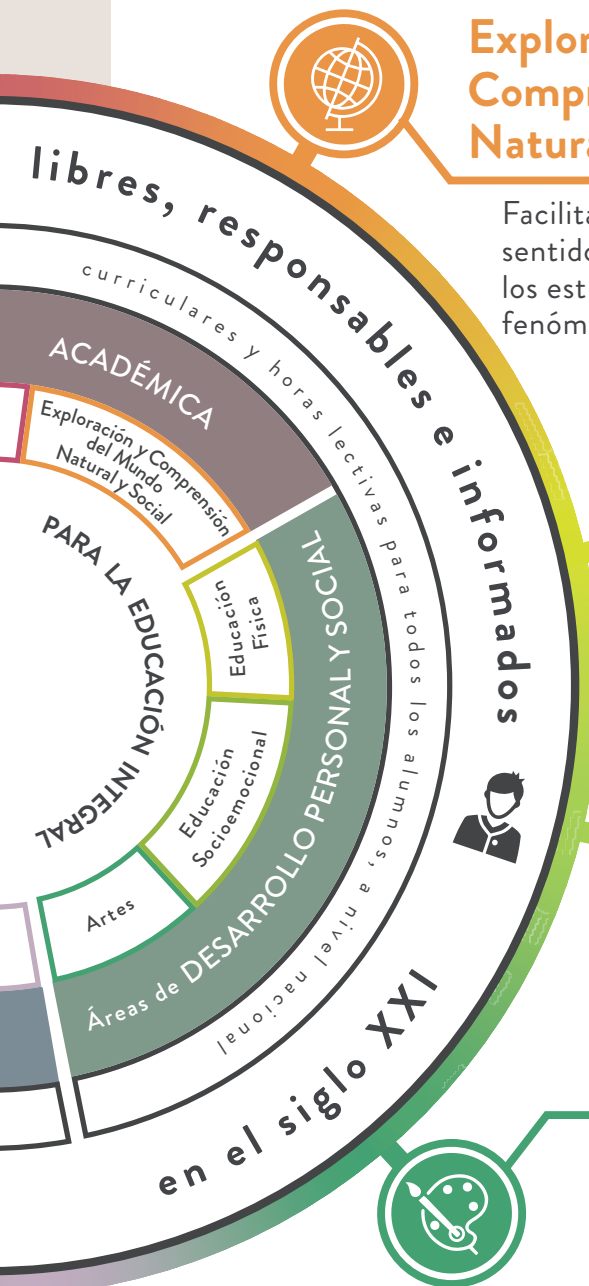 libres, responsables e informados
en el siglo XXI
curriculares y horas lectivas para todos los alumnos, a nivel nacional
ACADÉMICA
Exploración y Comprensión
del Mundo
Natural y Social
PARA LA EDUCACIÓN INTEGRAL
Áreas de DESARROLLO PERSONAL Y SOCIAL
Educación
Física
Educación
Socioemocional
Artes
Explor
Compr
Natura
Facilita
sentido
los est
fenóm